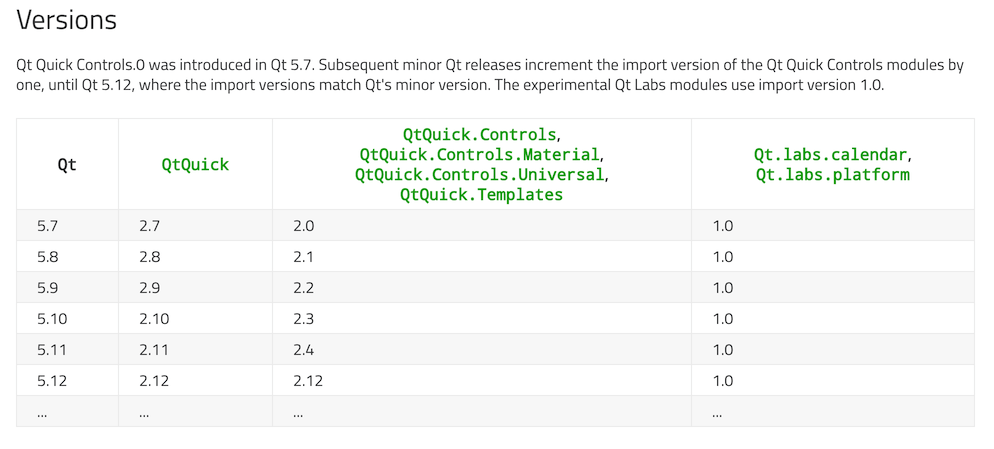 Versions
Qt Quick Controls.0 was introduced in Qt 5.7. Subsequent minor Qt releases increment the import version of the Qt Quick Controls modules by
one, until Qt 5.12, where the import versions match Qt's minor version. The experimental Qt Labs modules use import version 1.0.
Qt
QtQuick
QtQuick.Controls,
QtQuick.Controls.Material,
QtQuick.Controls.Universal,
QtQuick.Templates
Qt.labs.calendar,
Qt.labs.platform
5.7 2.7 2.0 1.0
5.8 2.8 2.1 1.0
5.9 2.9 2.2 1.0
5.10 2.10 2.3 1.0
5.11 2.11 2.4 1.0
5.12 2.12 2.12 1.0
... ... ... ...